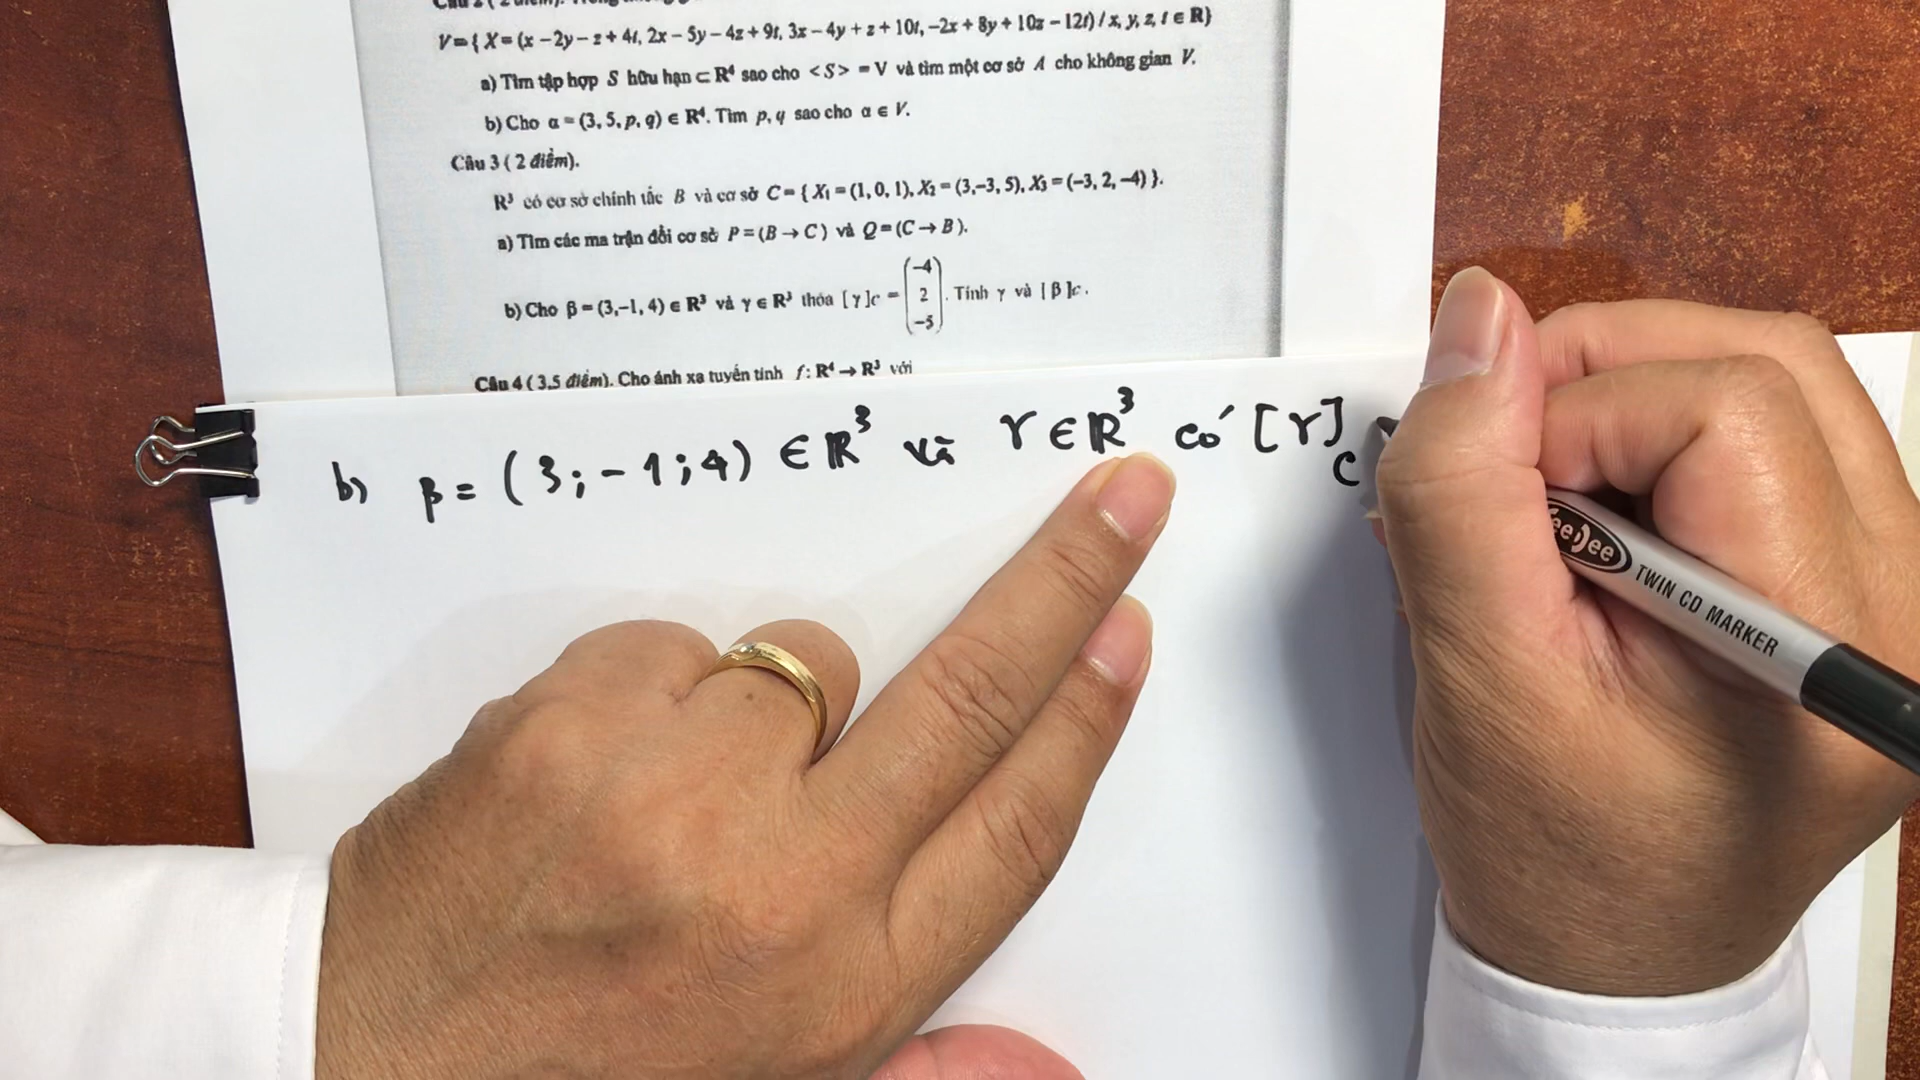 V = { X = (x – 2y – z + 4t, 2x – 5y – 4z + 9t, 3x – 4y + z + 10t, –2x + 8y + 10z – 12t) / x, y, z, t ∈ R}
a) Tìm tập hợp S hữu hạn ⊂ R⁴ sao cho <S> = V và tìm một cơ sở A cho không gian V.
b) Cho α = (3, 5, p, q) ∈ R⁴. Tìm p, q sao cho α ∈ V.
Câu 3 ( 2 điểm).
R³ có cơ sở chính tắc B và cơ sở C = { X₁ = (1, 0, 1), X₂ = (3,–3, 5), X₃ = (–3, 2, –4) }.
a) Tìm các ma trận đổi cơ sở P = (B → C ) và Q = (C → B ).
b) Cho β = (3,–1, 4) ∈ R³ và γ ∈ R³ thỏa [ γ ]c = (–4 2 –5) . Tính γ và [ β ]c .
Câu 4 ( 3,5 điểm). Cho ánh xạ tuyến tính f : R⁴ → R³ với
b) β = (3; -1; 4) ∈ ℝ³ và γ ∈ ℝ³ có [γ]C
TWIN CD MARKER